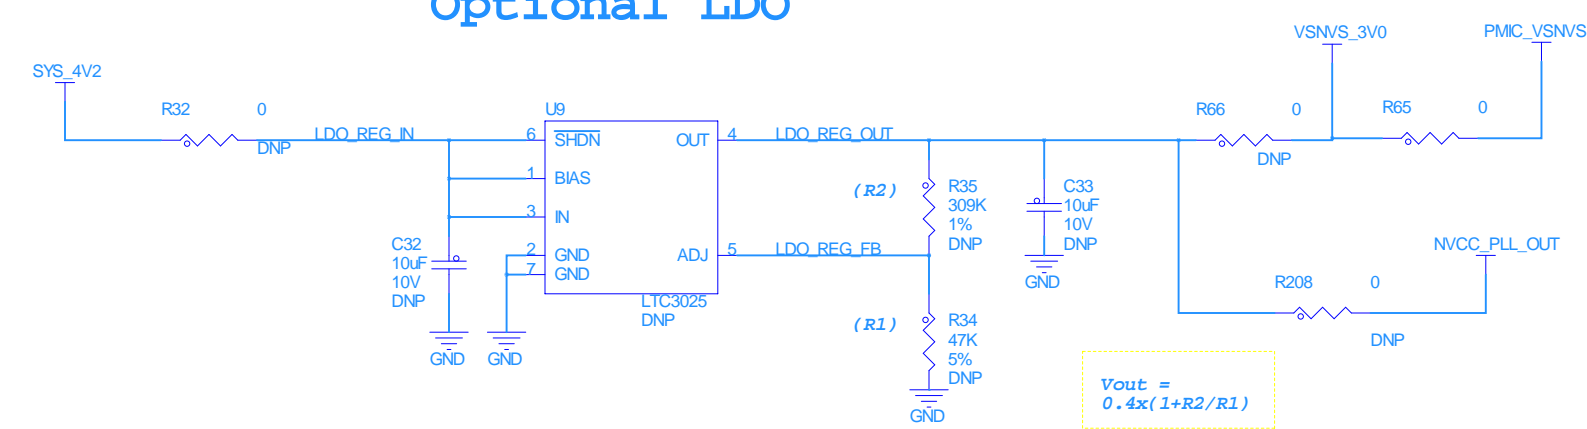 Optional LDO
VSNVS_3V0
PMIC_VSNVS
SYS_4V2
R32 0
DNP
LDO_REG_IN
U9
6 SHDN
1 BIAS
3 IN
2 GND
7 GND
OUT 4
ADJ 5
LTC3025
DNP
LDO_REG_OUT
LDO_REG_FB
C32
10uF
10V
DNP
GND
GND
(R2)
R35
309K
1%
DNP
(R1)
R34
47K
5%
DNP
GND
C33
10uF
10V
DNP
GND
R66 0
DNP
R65 0
NVCC_PLL_OUT
R208 0
DNP
Vout =
0.4x(1+R2/R1)